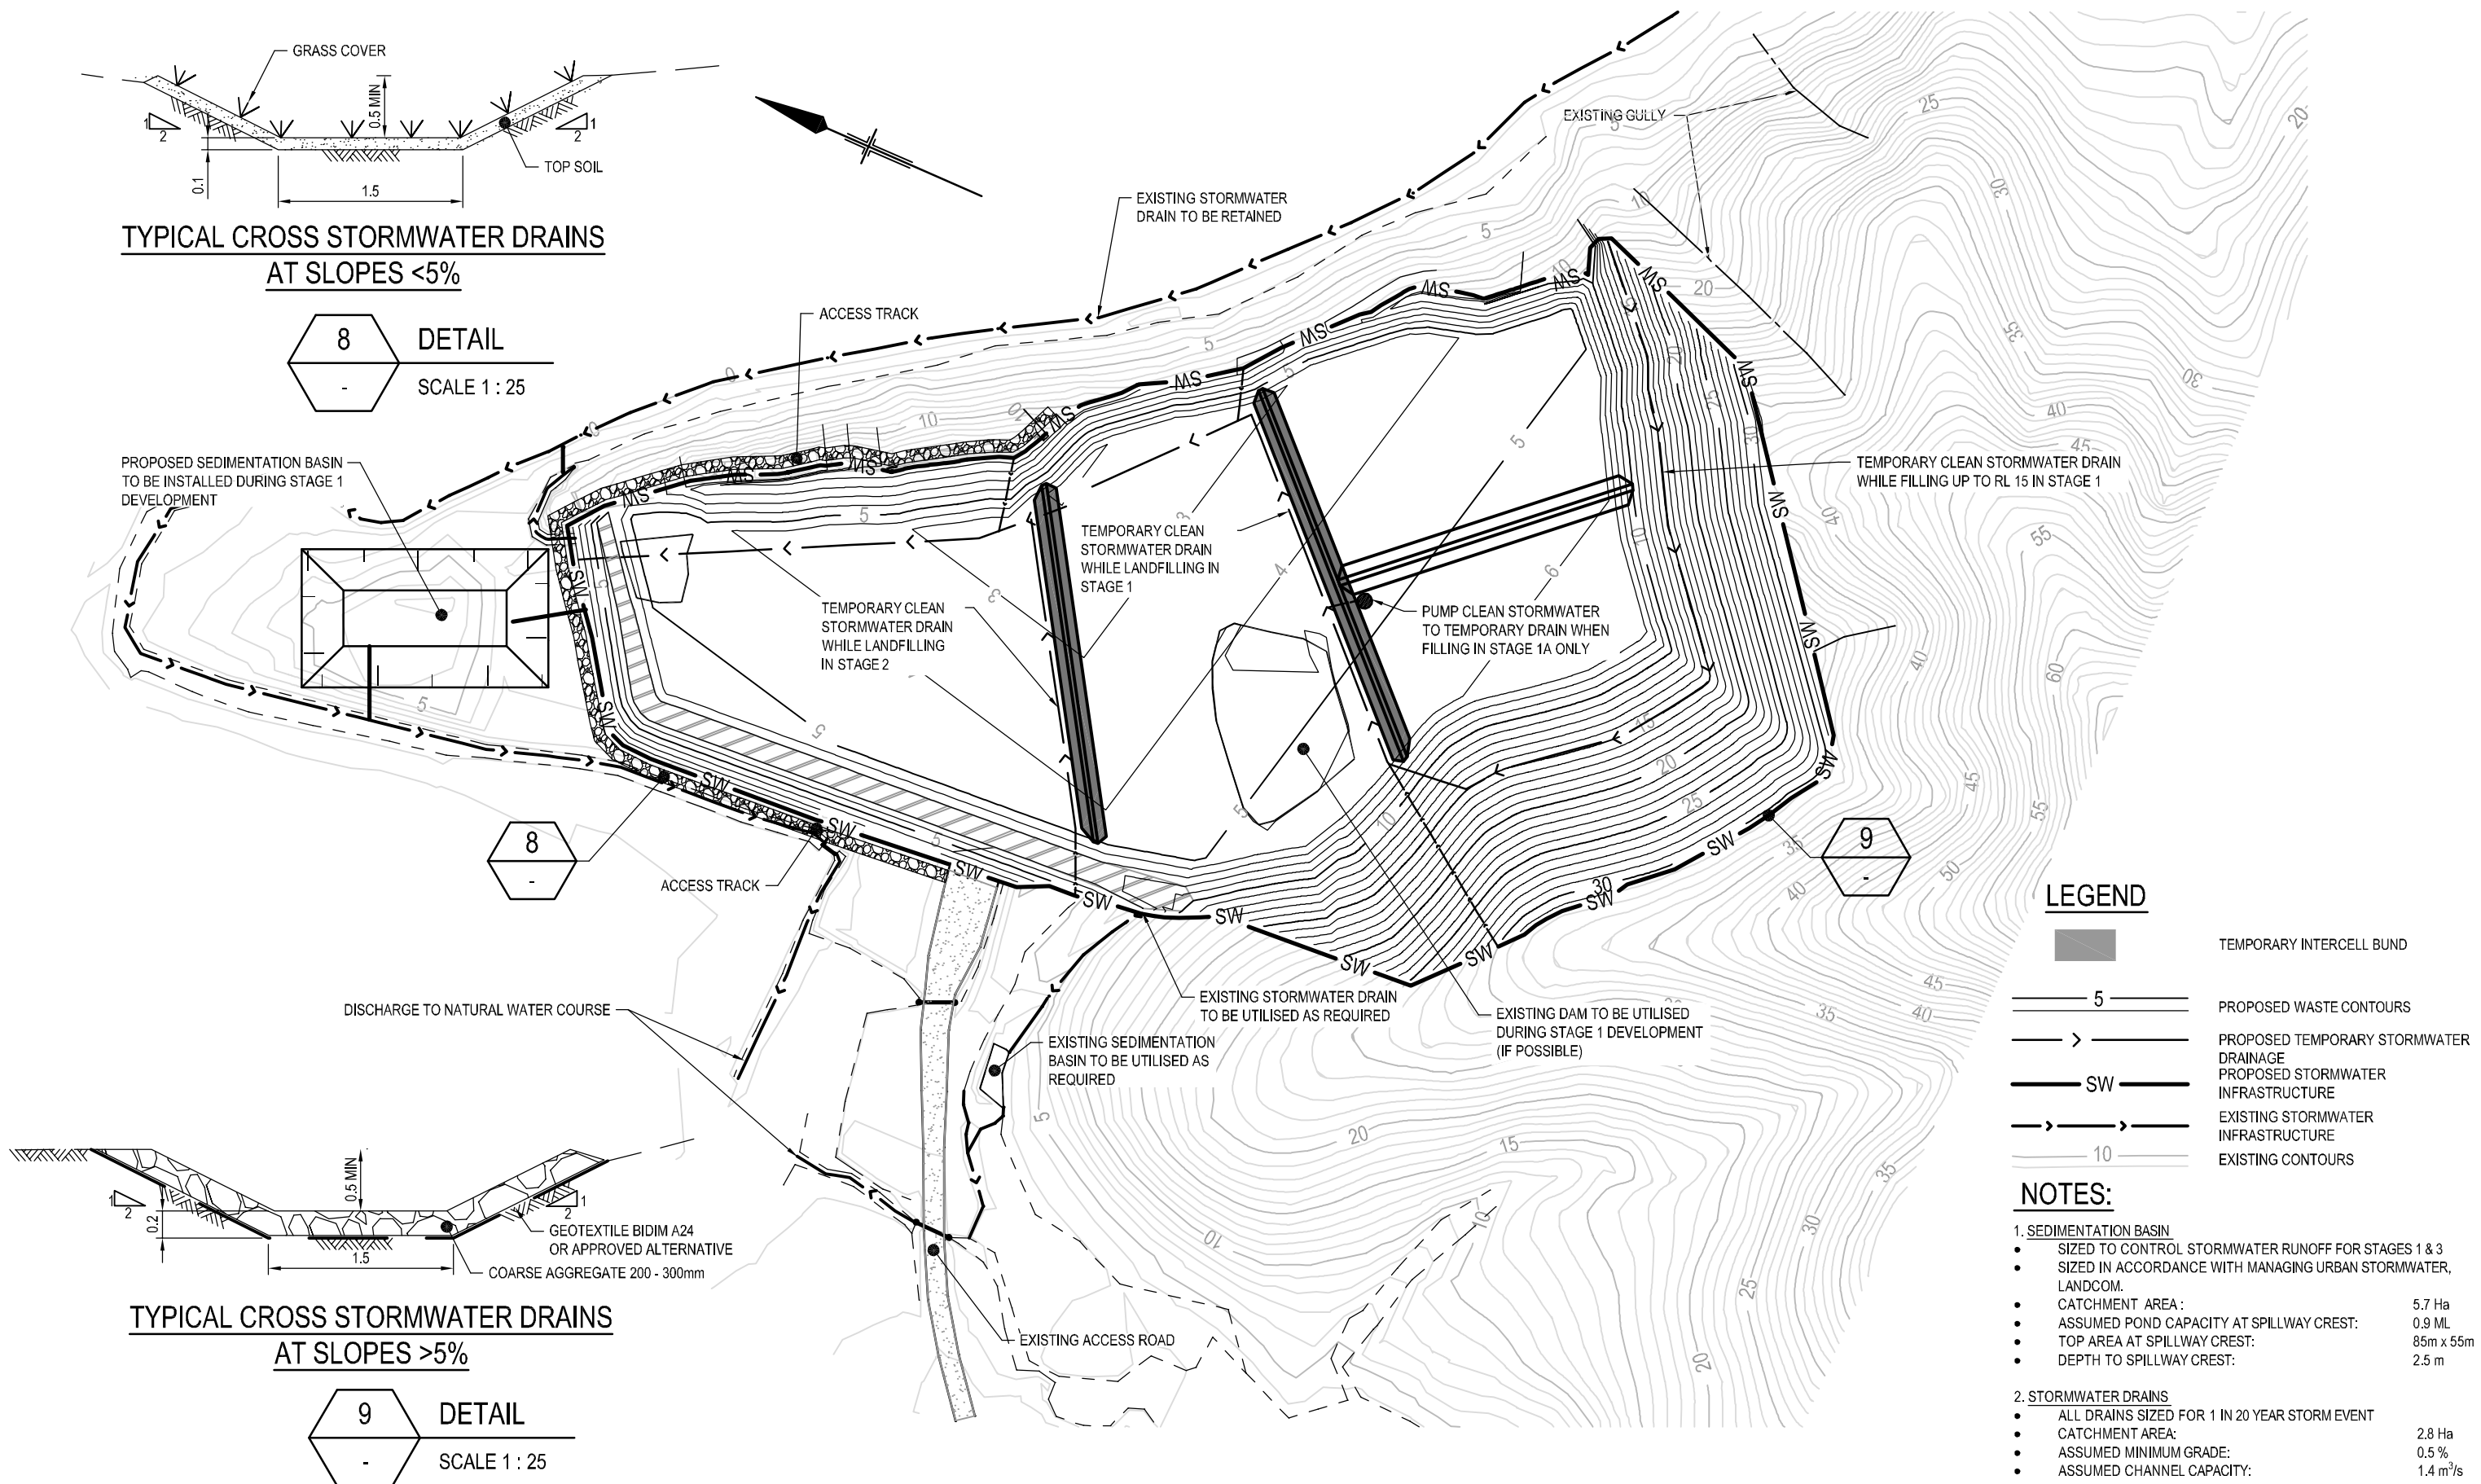 GRASS COVER
0.5 MIN
1
2
1
2
TOP SOIL
0.1
1.5
TYPICAL CROSS STORMWATER DRAINS
AT SLOPES <5%
8
-
DETAIL
SCALE 1 : 25
EXISTING GULLY
EXISTING STORMWATER
DRAIN TO BE RETAINED
ACCESS TRACK
PROPOSED SEDIMENTATION BASIN
TO BE INSTALLED DURING STAGE 1
DEVELOPMENT
TEMPORARY CLEAN STORMWATER DRAIN
WHILE FILLING UP TO RL 15 IN STAGE 1
TEMPORARY CLEAN
STORMWATER DRAIN
WHILE LANDFILLING IN
STAGE 1
TEMPORARY CLEAN
STORMWATER DRAIN
WHILE LANDFILLING
IN STAGE 2
PUMP CLEAN STORMWATER
TO TEMPORARY DRAIN WHEN
FILLING IN STAGE 1A ONLY
8
-
ACCESS TRACK
9
-
DISCHARGE TO NATURAL WATER COURSE
EXISTING STORMWATER DRAIN
TO BE UTILISED AS REQUIRED
EXISTING SEDIMENTATION
BASIN TO BE UTILISED AS
REQUIRED
EXISTING DAM TO BE UTILISED
DURING STAGE 1 DEVELOPMENT
(IF POSSIBLE)
EXISTING ACCESS ROAD
0.5 MIN
1
2
1
2
0.2
1.5
GEOTEXTILE BIDIM A24
OR APPROVED ALTERNATIVE
COARSE AGGREGATE 200 - 300mm
TYPICAL CROSS STORMWATER DRAINS
AT SLOPES >5%
9
-
DETAIL
SCALE 1 : 25
LEGEND
TEMPORARY INTERCELL BUND
5 PROPOSED WASTE CONTOURS
PROPOSED TEMPORARY STORMWATER
DRAINAGE
SW PROPOSED STORMWATER
INFRASTRUCTURE
EXISTING STORMWATER
INFRASTRUCTURE
10 EXISTING CONTOURS
NOTES:
1. SEDIMENTATION BASIN
• SIZED TO CONTROL STORMWATER RUNOFF FOR STAGES 1 & 3
• SIZED IN ACCORDANCE WITH MANAGING URBAN STORMWATER,
LANDCOM.
• CATCHMENT AREA : 5.7 Ha
• ASSUMED POND CAPACITY AT SPILLWAY CREST: 0.9 ML
• TOP AREA AT SPILLWAY CREST: 85m x 55m
• DEPTH TO SPILLWAY CREST: 2.5 m
2. STORMWATER DRAINS
• ALL DRAINS SIZED FOR 1 IN 20 YEAR STORM EVENT
• CATCHMENT AREA: 2.8 Ha
• ASSUMED MINIMUM GRADE: 0.5 %
• ASSUMED CHANNEL CAPACITY: 1.4 m³/s